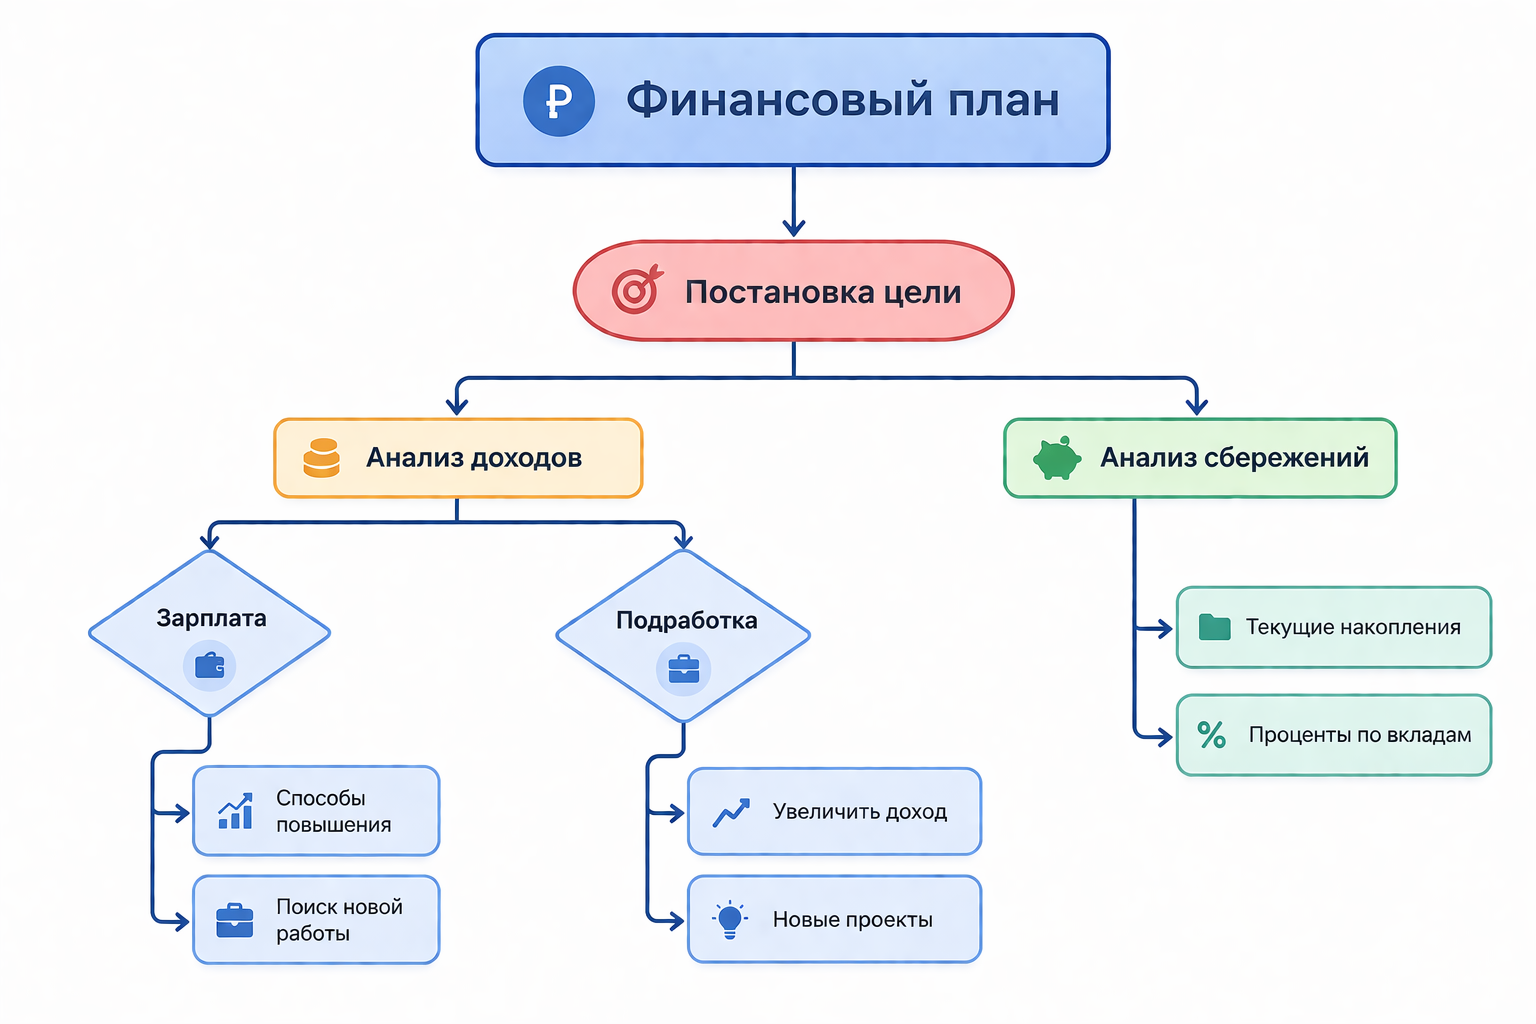 Финансовый план
Постановка цели
Анализ доходов
Анализ сбережений
Зарплата
Подработка
Текущие накопления
% Проценты по вкладам
Способы
повышения
Увеличить доход
Поиск новой
работы
Новые проекты